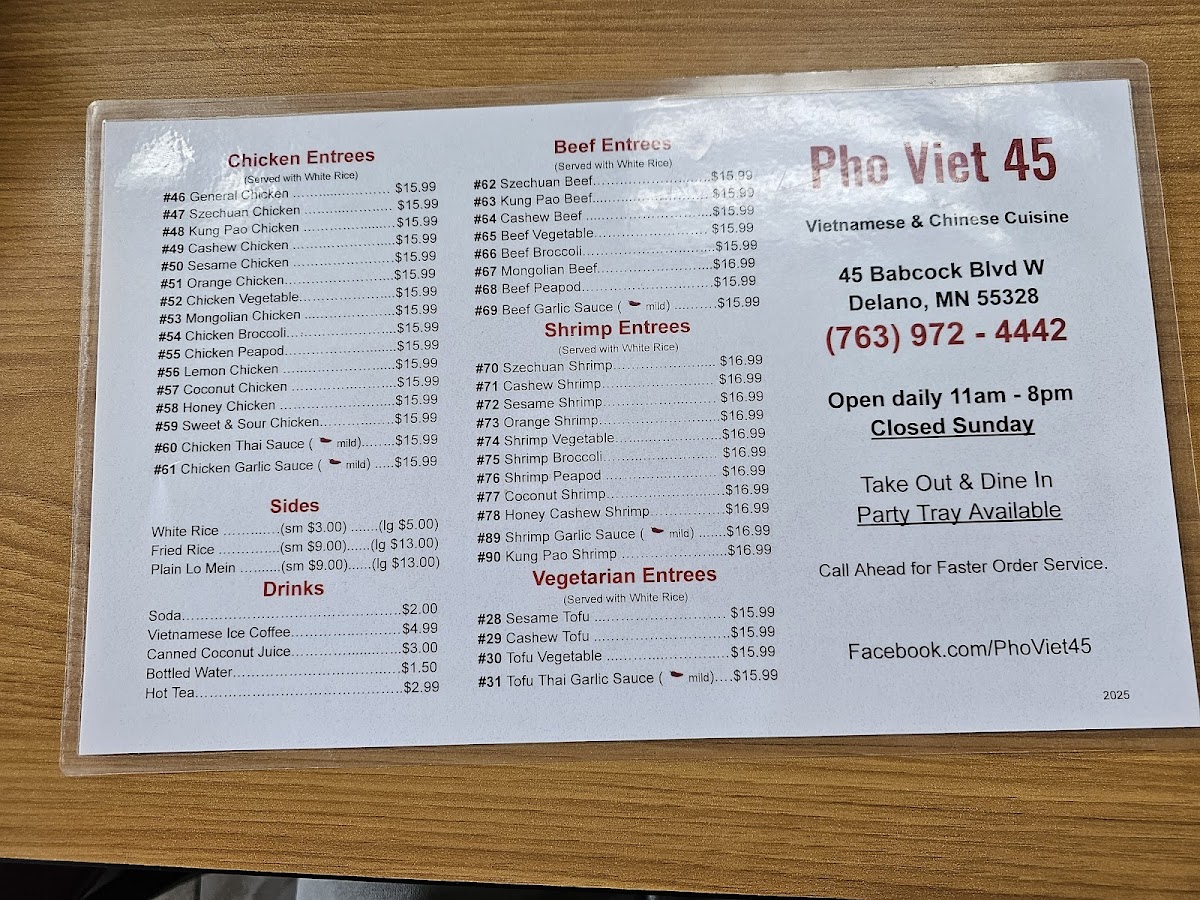 Chicken Entrees
(Served with White Rice)
#46 General Chicken ........................ $15.99
#47 Szechuan Chicken ..................... $15.99
#48 Kung Pao Chicken ..................... $15.99
#49 Cashew Chicken ........................$15.99
#50 Sesame Chicken ........................$15.99
#51 Orange Chicken.........................$15.99
#52 Chicken Vegetable......................$15.99
#53 Mongolian Chicken .....................$15.99
#54 Chicken Broccoli.........................$15.99
#55 Chicken Peapod.........................$15.99
#56 Lemon Chicken .........................$15.99
#57 Coconut Chicken .......................$15.99
#58 Honey Chicken .........................$15.99
#59 Sweet & Sour Chicken.................$15.99
#60 Chicken Thai Sauce ( mild)........$15.99
#61 Chicken Garlic Sauce ( mild) .....$15.99
Sides
White Rice .............(sm $3.00) .......(lg $5.00)
Fried Rice ..............(sm $9.00)......(lg $13.00)
Plain Lo Mein ..........(sm $9.00)......(lg $13.00)
Drinks
Soda.................................................$2.00
Vietnamese Ice Coffee.........................$4.99
Canned Coconut Juice.........................$3.00
Bottled Water......................................$1.50
Hot Tea..............................................$2.99
Beef Entrees
(Served with White Rice)
#62 Szechuan Beef...........................$15.99
#63 Kung Pao Beef...........................$15.99
#64 Cashew Beef .............................$15.99
#65 Beef Vegetable.......................... $15.99
#66 Beef Broccoli..............................$15.99
#67 Mongolian Beef..........................$16.99
#68 Beef Peapod..............................$15.99
#69 Beef Garlic Sauce ( mild) ..........$15.99
Shrimp Entrees
(Served with White Rice)
#70 Szechuan Shrimp....................... $16.99
#71 Cashew Shrimp.......................... $16.99
#72 Sesame Shrimp.......................... $16.99
#73 Orange Shrimp........................... $16.99
#74 Shrimp Vegetable........................ $16.99
#75 Shrimp Broccoli.......................... $16.99
#76 Shrimp Peapod .......................... $16.99
#77 Coconut Shrimp...........................$16.99
#78 Honey Cashew Shrimp.................$16.99
#89 Shrimp Garlic Sauce ( mild) .......$16.99
#90 Kung Pao Shrimp ........................$16.99
Vegetarian Entrees
(Served with White Rice)
#28 Sesame Tofu ............................. $15.99
#29 Cashew Tofu ..............................$15.99
#30 Tofu Vegetable ...........................$15.99
#31 Tofu Thai Garlic Sauce ( mild)....$15.99
Pho Viet 45
Vietnamese & Chinese Cuisine
45 Babcock Blvd W
Delano, MN 55328
(763) 972 - 4442
Open daily 11am - 8pm
Closed Sunday
Take Out & Dine In
Party Tray Available
Call Ahead for Faster Order Service.
Facebook.com/PhoViet45
2025